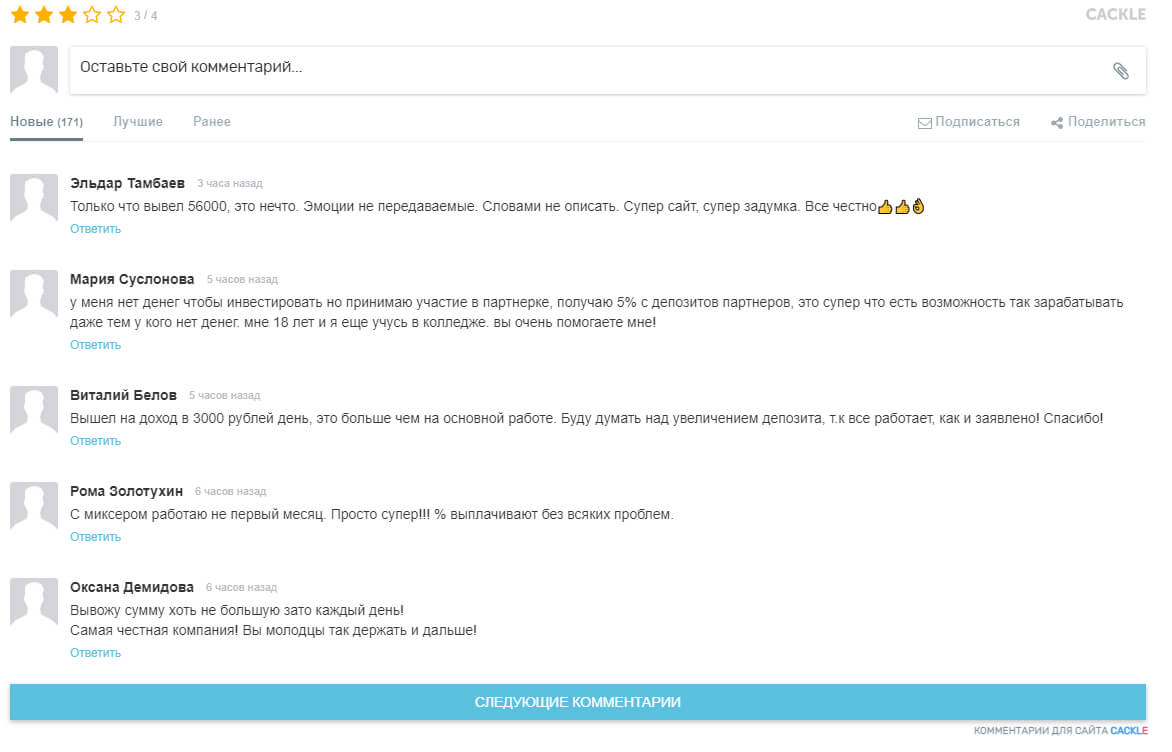 3 / 4
CACKLE
Оставьте свой комментарий...
Новые (171) Лучшие Ранее Подписаться Поделиться
Эльдар Тамбаев 3 часа назад
Только что вывел 56000, это нечто. Эмоции не передаваемые. Словами не описать. Супер сайт, супер задумка. Все честно👍👍👌
Ответить
Мария Суслонова 5 часов назад
у меня нет денег чтобы инвестировать но принимаю участие в партнерке, получаю 5% с депозитов партнеров, это супер что есть возможность так зарабатывать
даже тем у кого нет денег. мне 18 лет и я еще учусь в колледже. вы очень помогаете мне!
Ответить
Виталий Белов 5 часов назад
Вышел на доход в 3000 рублей день, это больше чем на основной работе. Буду думать над увеличением депозита, т.к все работает, как и заявлено! Спасибо!
Ответить
Рома Золотухин 6 часов назад
С миксером работаю не первый месяц. Просто супер!!! % выплачивают без всяких проблем.
Ответить
Оксана Демидова 6 часов назад
Вывожу сумму хоть не большую зато каждый день!
Самая честная компания! Вы молодцы так держать и дальше!
Ответить
СЛЕДУЮЩИЕ КОММЕНТАРИИ
КОММЕНТАРИИ ДЛЯ САЙТА CACKLE